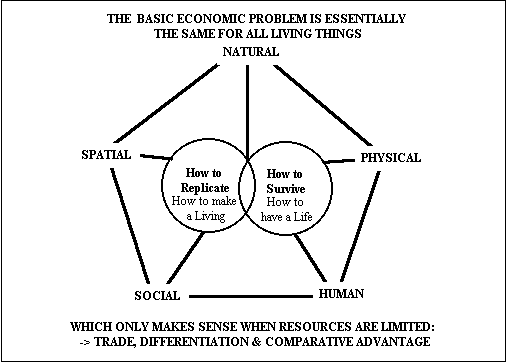 THE BASIC ECONOMIC PROBLEM IS ESSENTIALLY
THE SAME FOR ALL LIVING THINGS
NATURAL
SPATIAL
PHYSICAL
How to
Replicate
How to make
a Living
How to
Survive
How to
have a Life
SOCIAL
HUMAN
WHICH ONLY MAKES SENSE WHEN RESOURCES ARE LIMITED:
-> TRADE, DIFFERENTIATION & COMPARATIVE ADVANTAGE